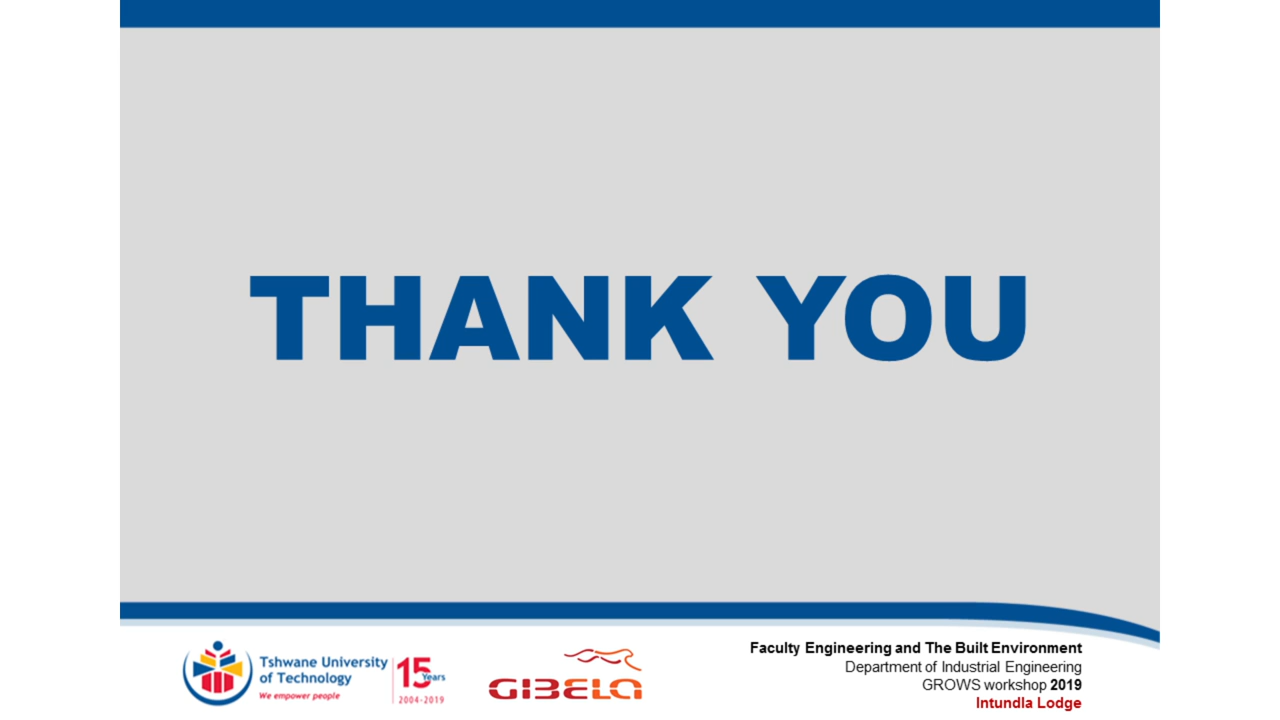 THANK YOU
Tshwane University
of Technology
We empower people
15 Years
2004-2019
GIBELA
Faculty Engineering and The Built Environment
Department of Industrial Engineering
GROWS workshop 2019
Intundla Lodge